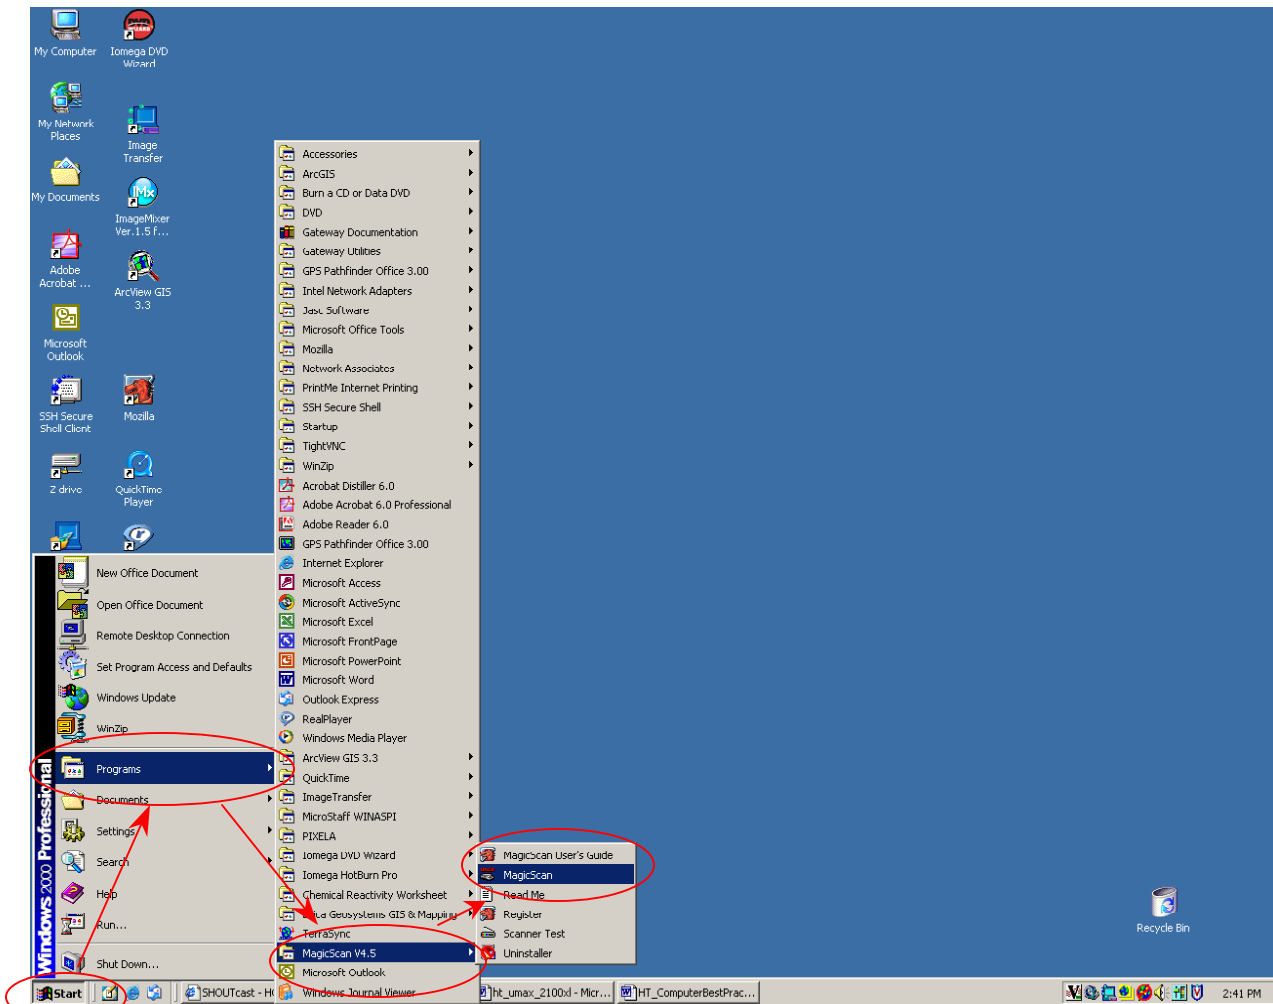 My Computer
Iomega DVD
Wizard
My Network
Places
Image
Transfer
My Documents
ImageMixer
Ver.1.5 f...
Adobe
Acrobat ...
ArcView GIS
3.3
Microsoft
Outlook
SSH Secure
Shell Client
Mozilla
Z drive
QuickTime
Player
New Office Document
Open Office Document
Remote Desktop Connection
Set Program Access and Defaults
Windows Update
WinZip
Programs
Documents
Settings
Search
Help
Run...
Shut Down...
Windows 2000 Professional
Accessories
ArcGIS
Burn a CD or Data DVD
DVD
Gateway Documentation
Gateway Utilities
GPS Pathfinder Office 3.00
Intel Network Adapters
Jasc Software
Microsoft Office Tools
Mozilla
Network Associates
PrintMe Internet Printing
SSH Secure Shell
Startup
TightVNC
WinZip
Acrobat Distiller 6.0
Adobe Acrobat 6.0 Professional
Adobe Reader 6.0
GPS Pathfinder Office 3.00
Internet Explorer
Microsoft Access
Microsoft ActiveSync
Microsoft Excel
Microsoft FrontPage
Microsoft PowerPoint
Microsoft Word
Outlook Express
RealPlayer
Windows Media Player
ArcView GIS 3.3
QuickTime
ImageTransfer
MicroStaff WINASPI
PIXELA
Iomega DVD Wizard
Iomega HotBurn Pro
Chemical Reactivity Worksheet
Leica Geosystems GIS & Mapping
TerraSync
MagicScan V4.5
Microsoft Outlook
Windows Journal Viewer
MagicScan User's Guide
MagicScan
Read Me
Register
Scanner Test
Uninstaller
Recycle Bin
Start
SHOUTcast - H
ht_umax_2100xl - Micr...
HT_ComputerBestPrac...
2:41 PM